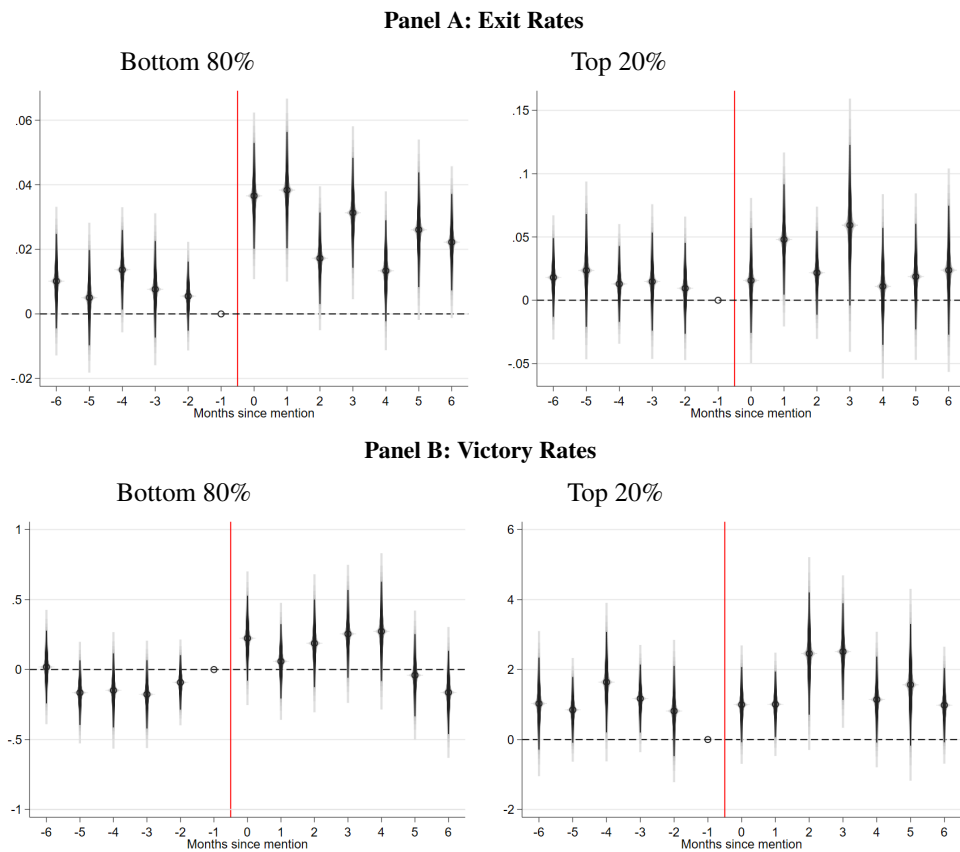 Panel A: Exit Rates
Bottom 80%
Top 20%
.06
.04
.02
0
-.02
-6 -5 -4 -3 -2 -1 0 1 2 3 4 5 6
Months since mention
.15
.1
.05
0
-.05
-6 -5 -4 -3 -2 -1 0 1 2 3 4 5 6
Months since mention
Panel B: Victory Rates
Bottom 80%
Top 20%
1
.5
0
-.5
-1
-6 -5 -4 -3 -2 -1 0 1 2 3 4 5 6
Months since mention
6
4
2
0
-2
-6 -5 -4 -3 -2 -1 0 1 2 3 4 5 6
Months since mention